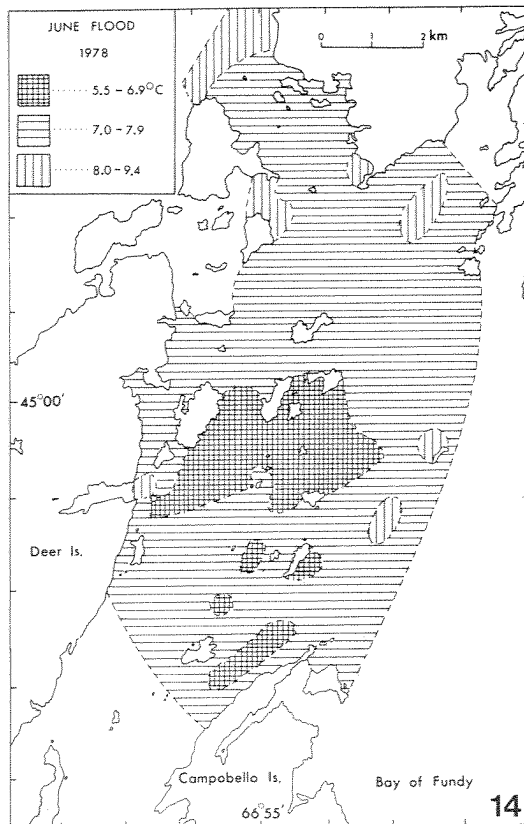 JUNE FLOOD
1978
5.5 - 6.9°C
7.0 - 7.9
8.0 - 9.4
0 1 2 km
45°00'
Deer Is.
Campobello Is.
Bay of Fundy
66°55'
14